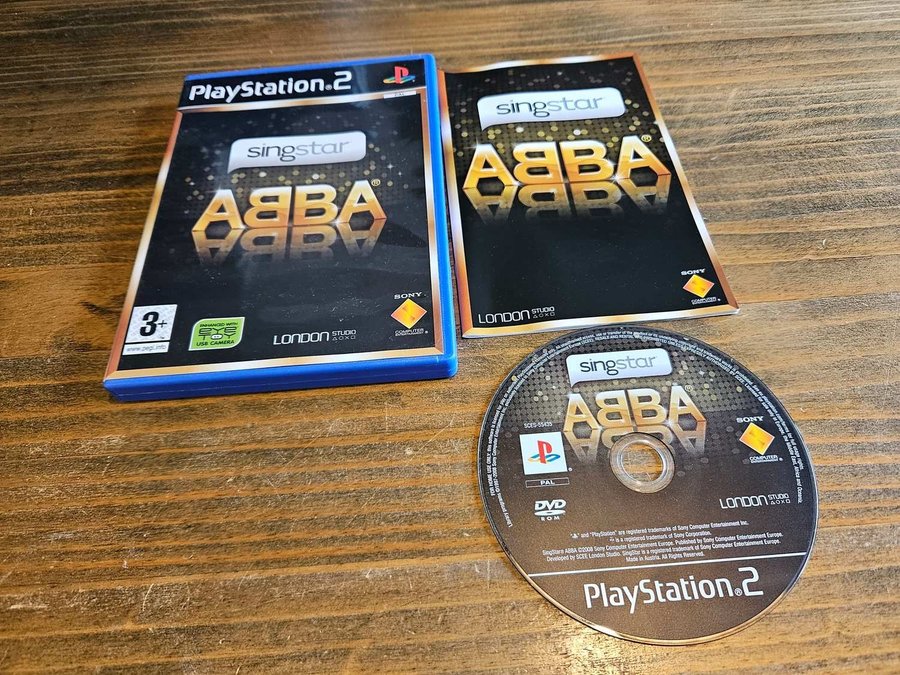 PlayStation®2
singstar
ABBA®
3+
www.pegi.info
ENHANCED WITH
EYE
USB CAMERA
LONDON STUDIO
SONY
COMPUTER
singstar
ABBA®
LONDON STUDIO
SONY
COMPUTER
singstar
ABBA
SCES-55435
PAL
DVD
ROM
SONY
COMPUTER
LONDON STUDIO
" " and "PlayStation" are registered trademarks of Sony Computer Entertainment Inc.
is a registered trademark of Sony Corporation.
SingStar® ABBA ©2008 Sony Computer Entertainment Europe. Published by Sony Computer Entertainment Europe.
Developed by SCEE London Studio. SingStar is a registered trademark of Sony Computer Entertainment Europe.
Made in Austria. All Rights Reserved.
PlayStation®2